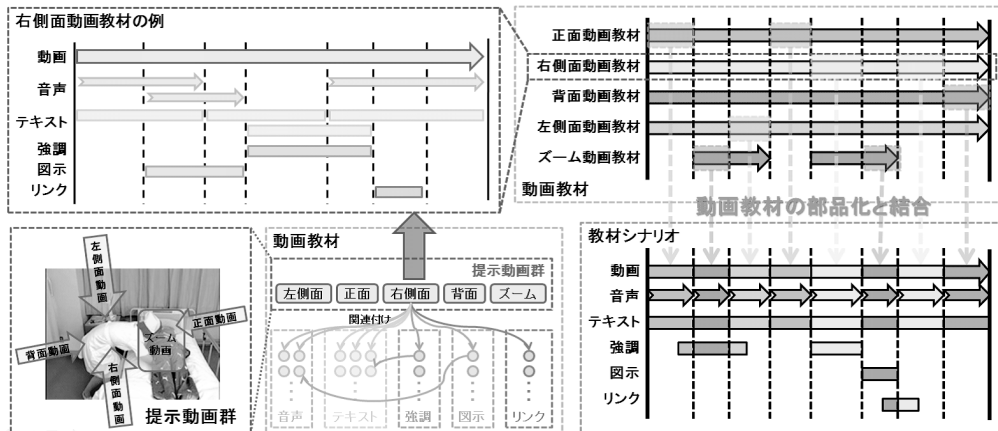 右側面動画教材の例
動画
音声
テキスト
強調
図示
リンク
正面動画教材
右側面動画教材
背面動画教材
左側面動画教材
ズーム動画教材
動画教材
動画教材の部品化と結合
左側面動画
正面動画
ズーム動画
背面動画
右側面動画
提示動画群
動画教材
提示動画群
左側面 正面 右側面 背面 ズーム
関連付け
音声 テキスト 強調 図示 リンク
教材シナリオ
動画
音声
テキスト
強調
図示
リンク